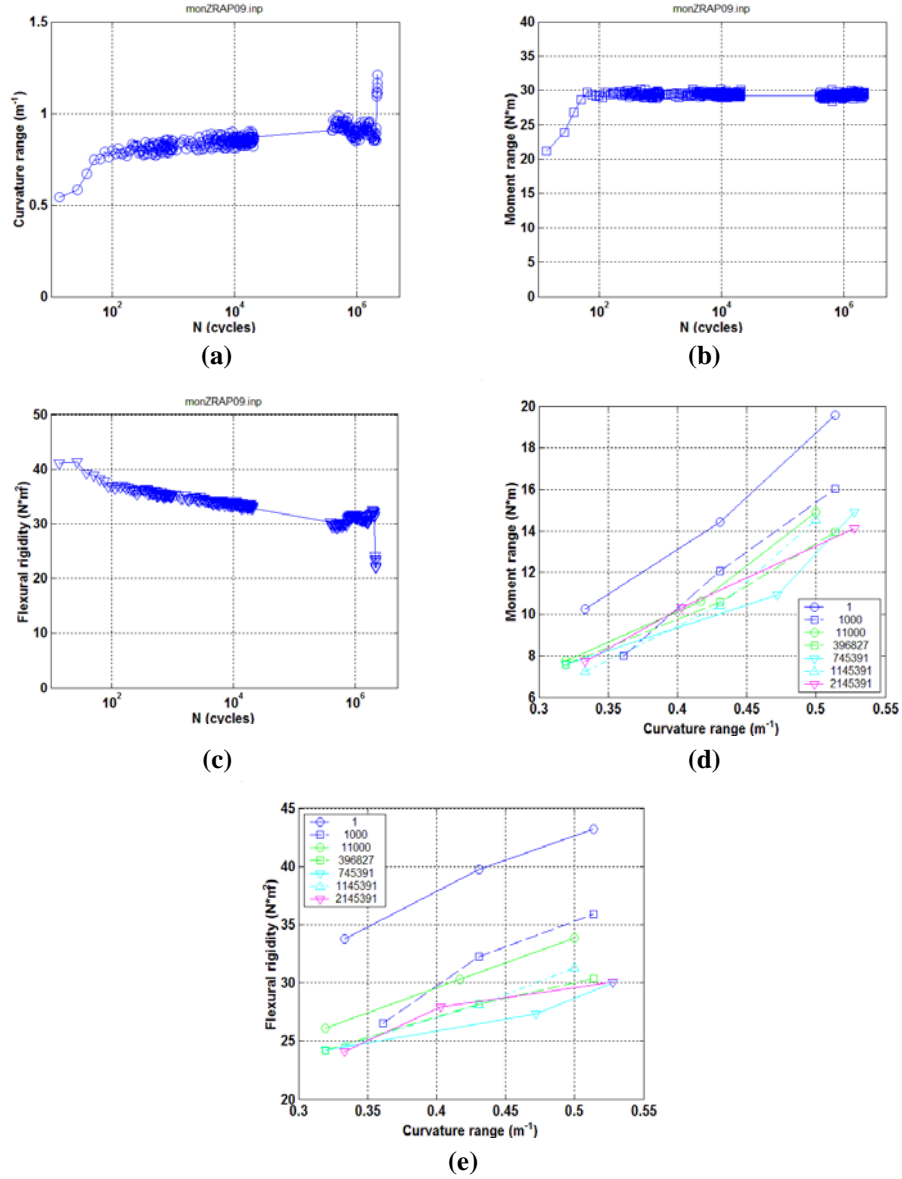 monZRAP09.inp
1.5
1
0.5
0
Curvature range (m⁻¹)
10² 10⁴ 10⁶
N (cycles)
(a)
monZRAP09.inp
40
35
30
25
20
15
10
5
0
Moment range (N*m)
10² 10⁴ 10⁶
N (cycles)
(b)
monZRAP09.inp
50
40
30
20
10
0
Flexural rigidity (N*m²)
10² 10⁴ 10⁶
N (cycles)
(c)
20
18
16
14
12
10
8
6
Moment range (N*m)
1
1000
11000
396827
745391
1145391
2145391
0.3 0.35 0.4 0.45 0.5 0.55
Curvature range (m⁻¹)
(d)
45
40
35
30
25
20
Flexural rigidity (N*m²)
1
1000
11000
396827
745391
1145391
2145391
0.3 0.35 0.4 0.45 0.5 0.55
Curvature range (m⁻¹)
(e)